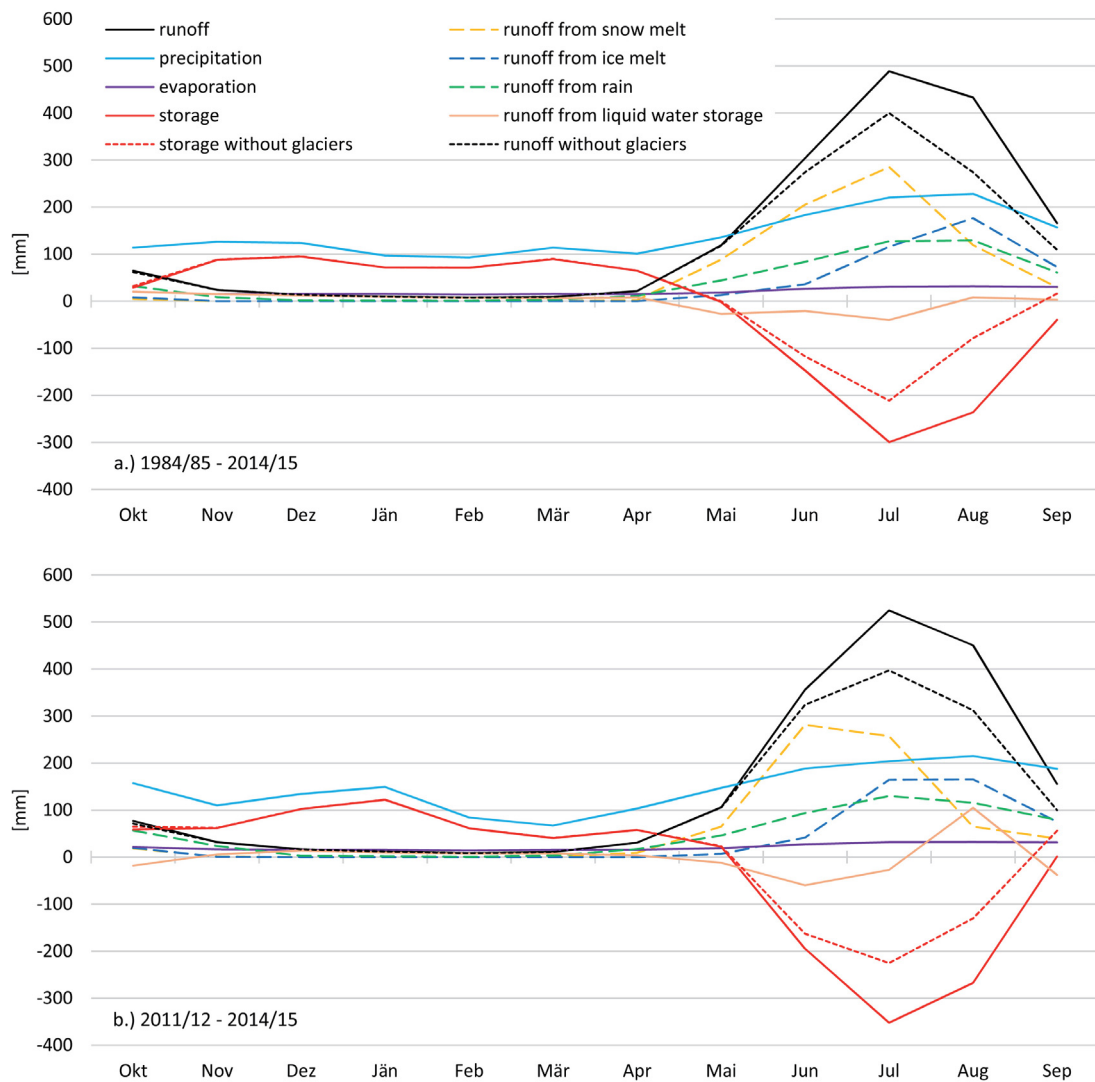 600
500
400
300
200
100
0
-100
-200
-300
-400
[mm]
runoff
precipitation
evaporation
storage
storage without glaciers
runoff from snow melt
runoff from ice melt
runoff from rain
runoff from liquid water storage
runoff without glaciers
a.) 1984/85 - 2014/15
Okt Nov Dez Jän Feb Mär Apr Mai Jun Jul Aug Sep
600
500
400
300
200
100
0
-100
-200
-300
-400
[mm]
b.) 2011/12 - 2014/15
Okt Nov Dez Jän Feb Mär Apr Mai Jun Jul Aug Sep